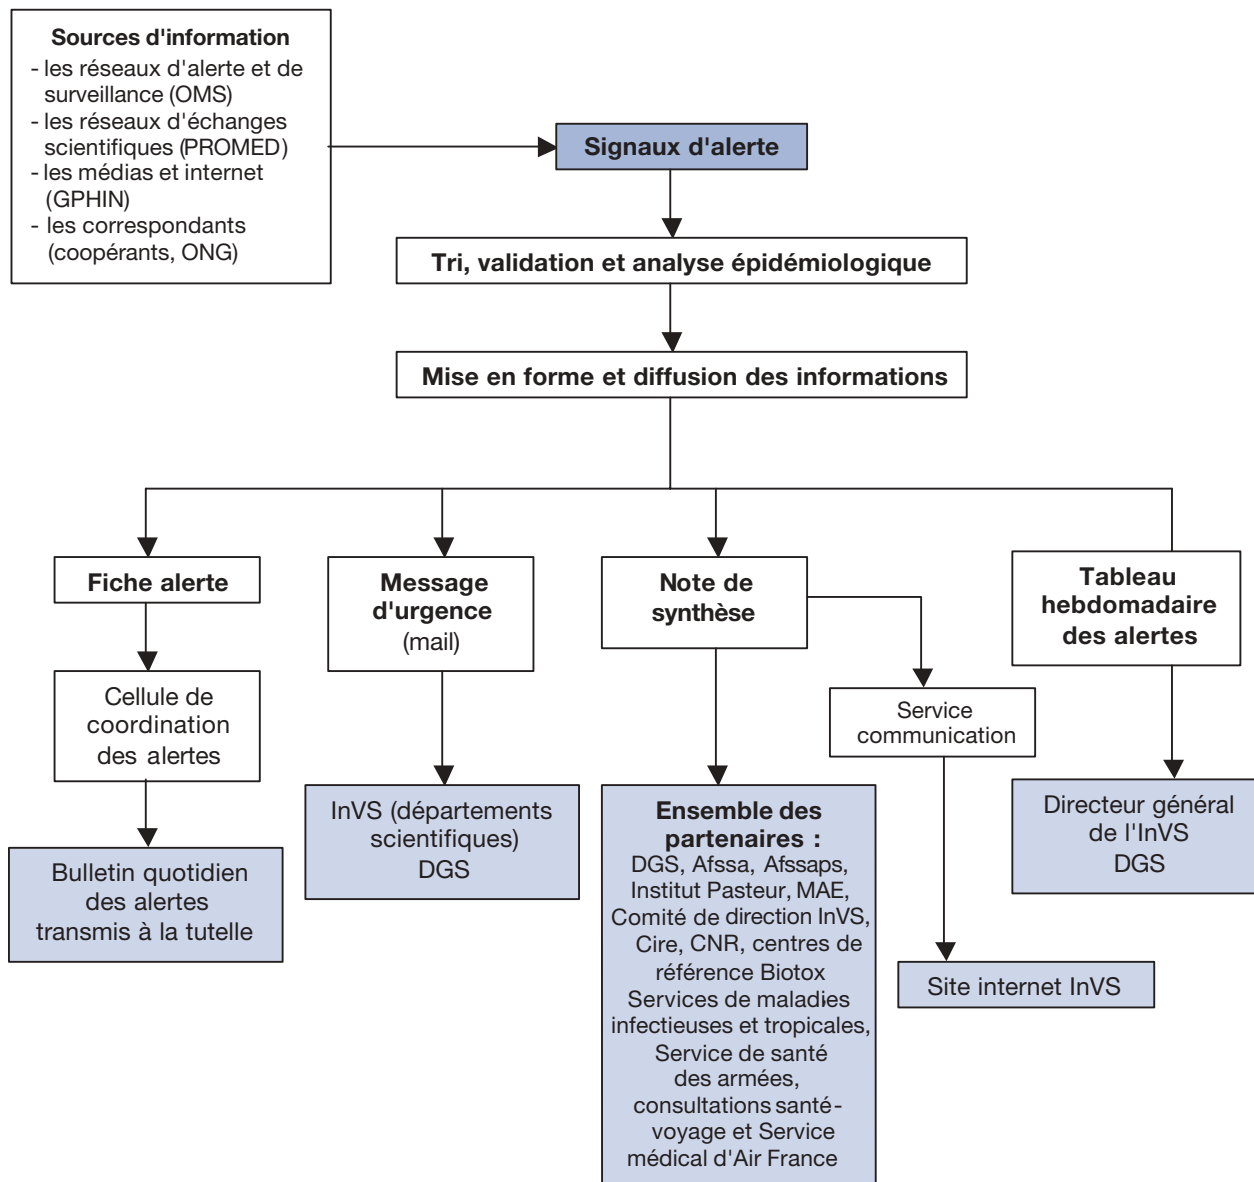 Sources d'information
- les réseaux d'alerte et de
surveillance (OMS)
- les réseaux d'échanges
scientifiques (PROMED)
- les médias et internet
(GPHIN)
- les correspondants
(coopérants, ONG)
Signaux d'alerte
Tri, validation et analyse épidémiologique
Mise en forme et diffusion des informations
Fiche alerte
Cellule de
coordination
des alertes
Bulletin quotidien
des alertes
transmis à la tutelle
Message
d'urgence
(mail)
InVS (départements
scientifiques)
DGS
Note de
synthèse
Ensemble des
partenaires :
DGS, Afssa, Afssaps,
Institut Pasteur, MAE,
Comité de direction InVS,
Cire, CNR, centres de
référence Biotox
Services de maladies
infectieuses et tropicales,
Service de santé
des armées,
consultations santé-
voyage et Service
médical d'Air France
Service
communication
Site internet InVS
Tableau
hebdomadaire
des alertes
Directeur général
de l'InVS
DGS